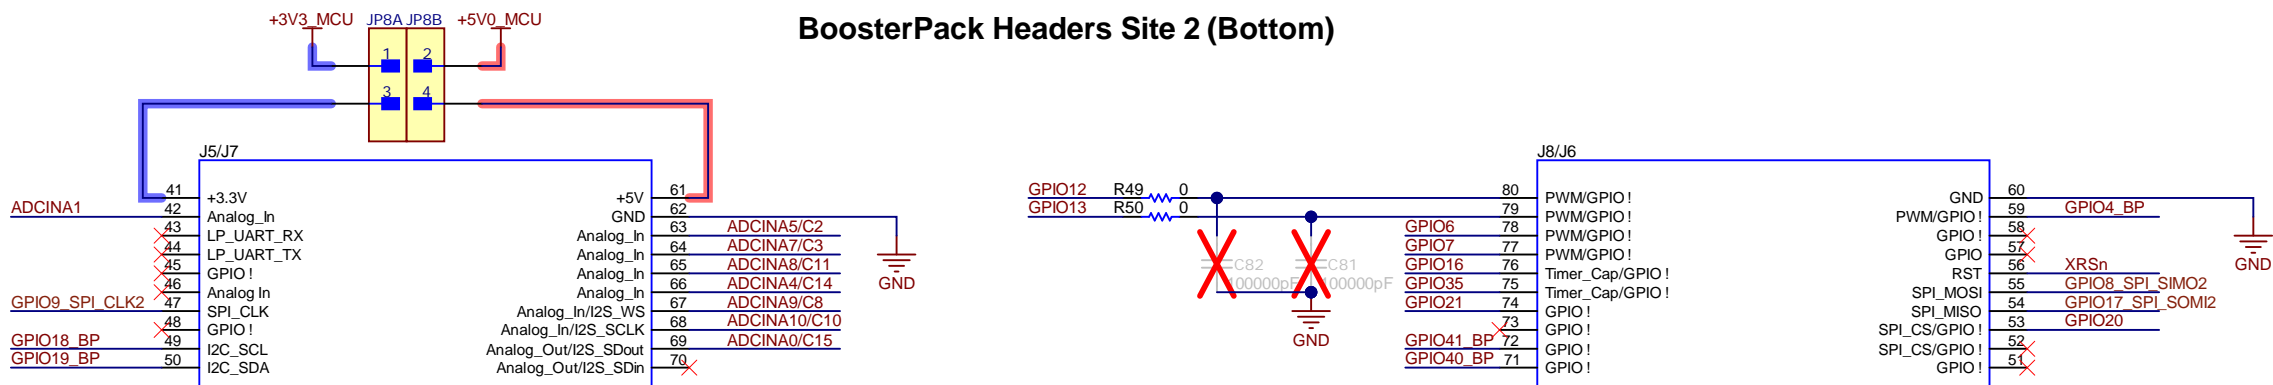 BoosterPack Headers Site 2 (Bottom)
+3V3_MCU JP8A JP8B +5V0_MCU
1 2
3 4
J5/J7
41 +3.3V +5V 61
ADCINA1 42 Analog_In GND 62
43 LP_UART_RX Analog_In 63 ADCINA5/C2
44 LP_UART_TX Analog_In 64 ADCINA7/C3
45 GPIO ! Analog_In 65 ADCINA8/C11
46 Analog In Analog_In 66 ADCINA4/C14
GPIO9_SPI_CLK2 47 SPI_CLK Analog_In/I2S_WS 67 ADCINA9/C8
48 GPIO ! Analog_In/I2S_SCLK 68 ADCINA10/C10
GPIO18_BP 49 I2C_SCL Analog_Out/I2S_SDout 69 ADCINA0/C15
GPIO19_BP 50 I2C_SDA Analog_Out/I2S_SDin 70
GND
J8/J6
GPIO12 R49 0 80 PWM/GPIO ! GND 60
GPIO13 R50 0 79 PWM/GPIO ! PWM/GPIO ! 59 GPIO4_BP
GPIO6 78 PWM/GPIO ! GPIO ! 58
GPIO7 77 PWM/GPIO ! GPIO 57
GPIO16 76 Timer_Cap/GPIO ! RST 56 XRSn
GPIO35 75 Timer_Cap/GPIO ! SPI_MOSI 55 GPIO8_SPI_SIMO2
GPIO21 74 GPIO ! SPI_MISO 54 GPIO17_SPI_SOMI2
73 GPIO ! SPI_CS/GPIO ! 53 GPIO20
GPIO41_BP 72 GPIO ! SPI_CS/GPIO ! 52
GPIO40_BP 71 GPIO ! GPIO ! 51
C82 C81
100000pF 100000pF
GND
GND